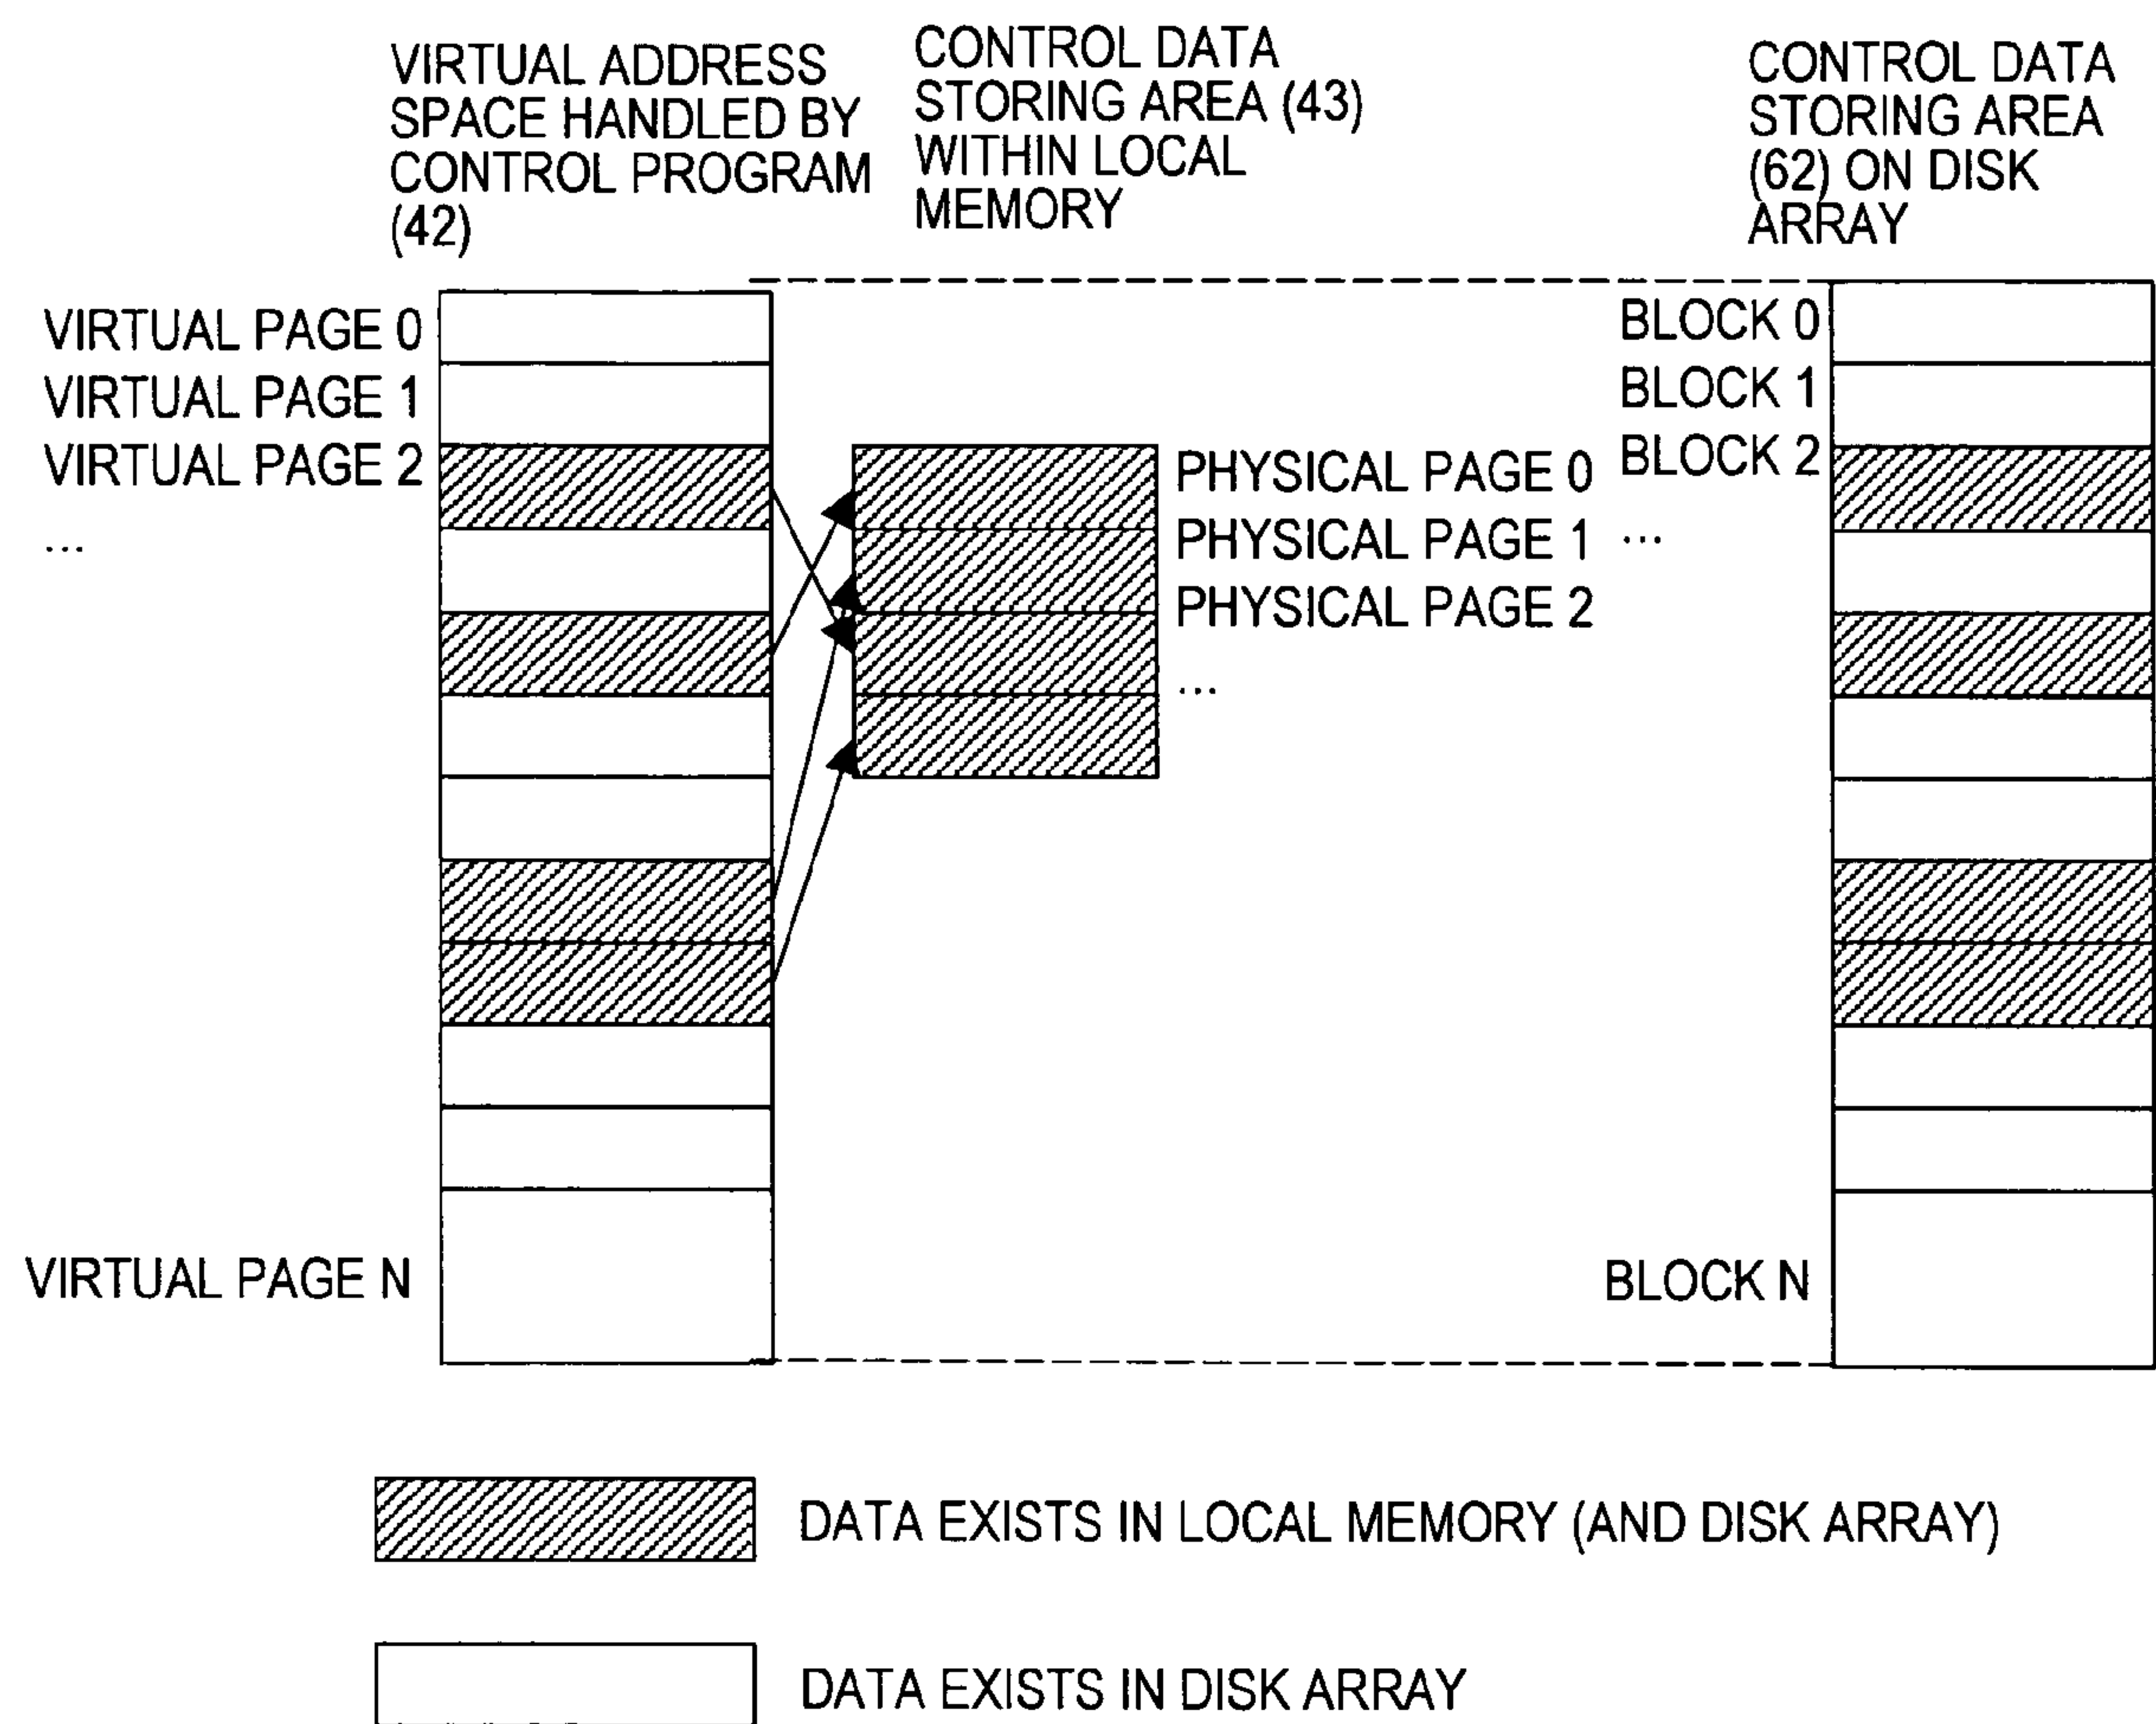 VIRTUAL ADDRESS
SPACE HANDLED BY
CONTROL PROGRAM
(42)
CONTROL DATA
STORING AREA (43)
WITHIN LOCAL
MEMORY
CONTROL DATA
STORING AREA
(62) ON DISK
ARRAY
VIRTUAL PAGE 0
VIRTUAL PAGE 1
VIRTUAL PAGE 2
...
VIRTUAL PAGE N
PHYSICAL PAGE 0
PHYSICAL PAGE 1
PHYSICAL PAGE 2
...
BLOCK 0
BLOCK 1
BLOCK 2
...
BLOCK N
DATA EXISTS IN LOCAL MEMORY (AND DISK ARRAY)
DATA EXISTS IN DISK ARRAY